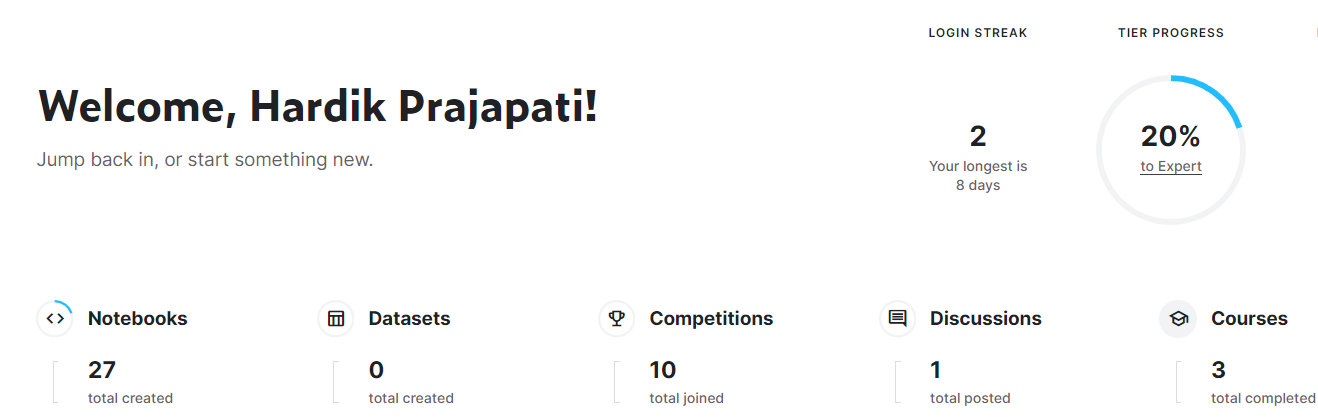 LOGIN STREAK
TIER PROGRESS
Welcome, Hardik Prajapati!
Jump back in, or start something new.
2
Your longest is
8 days
20%
to Expert
Notebooks
Datasets
Competitions
Discussions
Courses
27
0
10
1
3
total created
total created
total joined
total posted
total completed